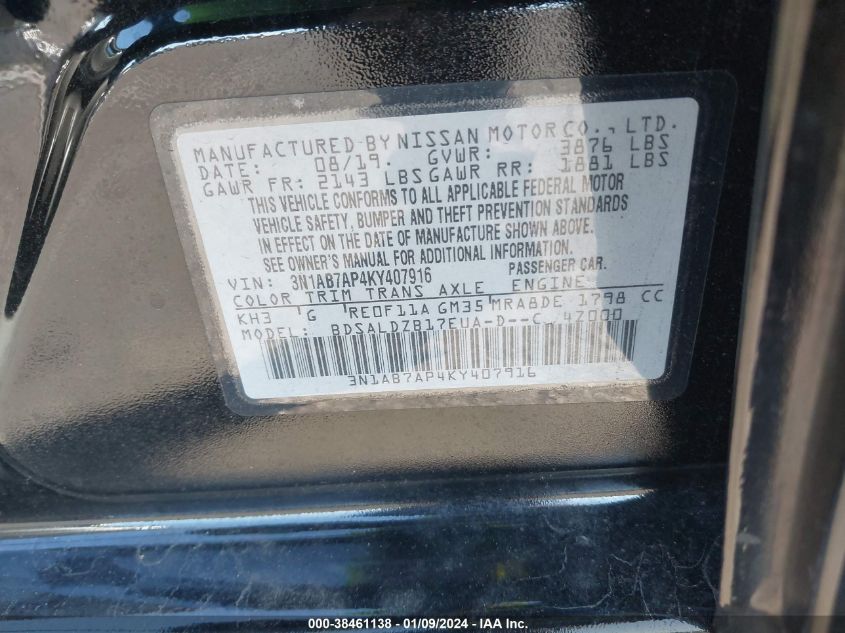 MANUFACTURED BY NISSAN MOTOR CO., LTD.
DATE: 08/19. GVWR: 3876 LBS
GAWR FR: 2143 LBS GAWR RR: 1881 LBS
THIS VEHICLE CONFORMS TO ALL APPLICABLE FEDERAL MOTOR
VEHICLE SAFETY, BUMPER AND THEFT PREVENTION STANDARDS
IN EFFECT ON THE DATE OF MANUFACTURE SHOWN ABOVE.
SEE OWNER'S MANUAL FOR ADDITIONAL INFORMATION.
VIN: 3N1AB7AP4KY407916 PASSENGER CAR.
COLOR TRIM TRANS AXLE ENGINE
KH3 G RE0F11A GM35 MRA8DE 1798 CC
MODEL: BDSALDZB17EUA-D--C 4Z000
3N1AB7AP4KY407916
000-38461138 - 01/09/2024 - IAA Inc.